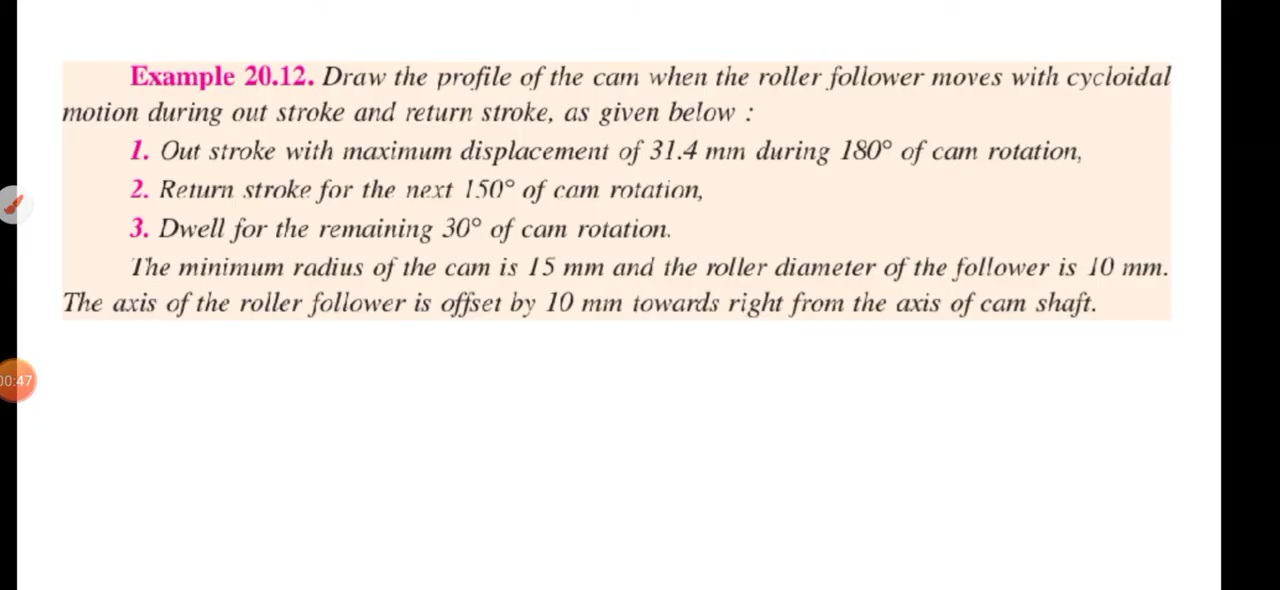 Example 20.12. Draw the profile of the cam when the roller follower moves with cycloidal
motion during out stroke and return stroke, as given below :
1. Out stroke with maximum displacement of 31.4 mm during 180° of cam rotation,
2. Return stroke for the next 150° of cam rotation,
3. Dwell for the remaining 30° of cam rotation.
The minimum radius of the cam is 15 mm and the roller diameter of the follower is 10 mm.
The axis of the roller follower is offset by 10 mm towards right from the axis of cam shaft.
00:47